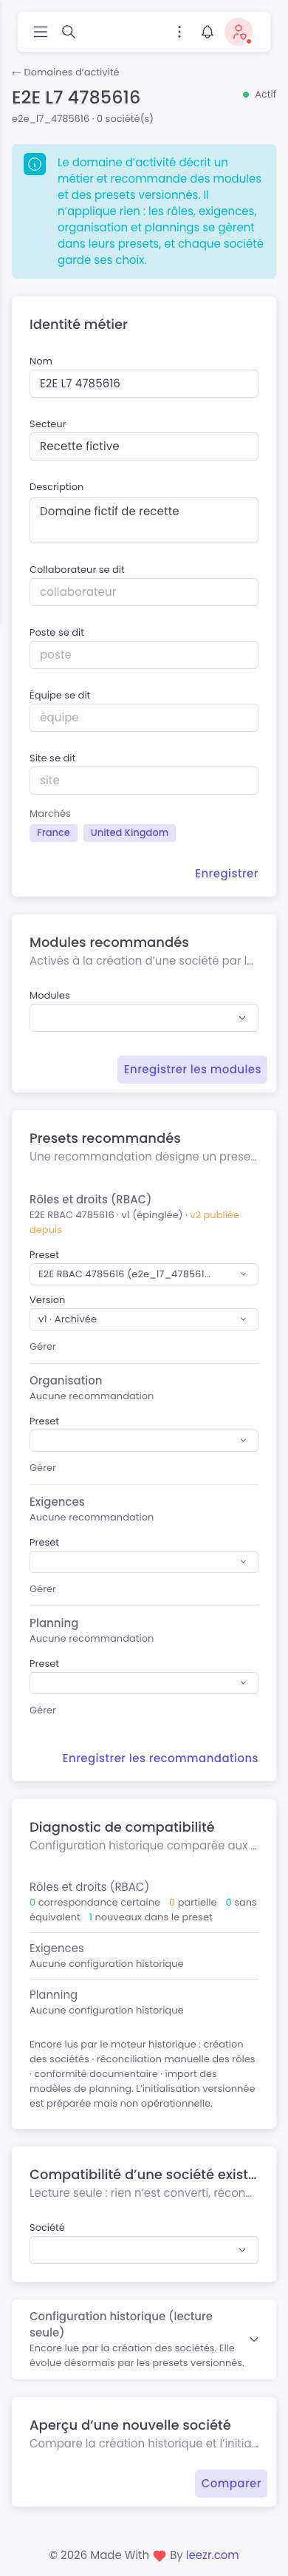 ← Domaines d’activité
E2E L7 4785616
Actif
e2e_l7_4785616 · 0 société(s)
Le domaine d’activité décrit un
métier et recommande des modules
et des presets versionnés. Il
n’applique rien : les rôles, exigences,
organisation et plannings se gèrent
dans leurs presets, et chaque société
garde ses choix.
Identité métier
Nom
E2E L7 4785616
Secteur
Recette fictive
Description
Domaine fictif de recette
Collaborateur se dit
collaborateur
Poste se dit
poste
Équipe se dit
équipe
Site se dit
site
Marchés
France United Kingdom
Enregistrer
Modules recommandés
Activés à la création d’une société par l...
Modules
Enregistrer les modules
Presets recommandés
Une recommandation désigne un prese...
Rôles et droits (RBAC)
E2E RBAC 4785616 · v1 (épinglée) · v2 publiée
depuis
Preset
E2E RBAC 4785616 (e2e_l7_478561...
Version
v1 · Archivée
Gérer
Organisation
Aucune recommandation
Preset
Gérer
Exigences
Aucune recommandation
Preset
Gérer
Planning
Aucune recommandation
Preset
Gérer
Enregistrer les recommandations
Diagnostic de compatibilité
Configuration historique comparée aux ...
Rôles et droits (RBAC)
0 correspondance certaine 0 partielle 0 sans
équivalent 1 nouveaux dans le preset
Exigences
Aucune configuration historique
Planning
Aucune configuration historique
Encore lus par le moteur historique : création
des sociétés · réconciliation manuelle des rôles
· conformité documentaire · import des
modèles de planning. L’initialisation versionnée
est préparée mais non opérationnelle.
Compatibilité d’une société exist...
Lecture seule : rien n’est converti, récon...
Société
Configuration historique (lecture
seule)
Encore lue par la création des sociétés. Elle
évolue désormais par les presets versionnés.
Aperçu d’une nouvelle société
Compare la création historique et l’initia...
Comparer
© 2026 Made With By leezr.com